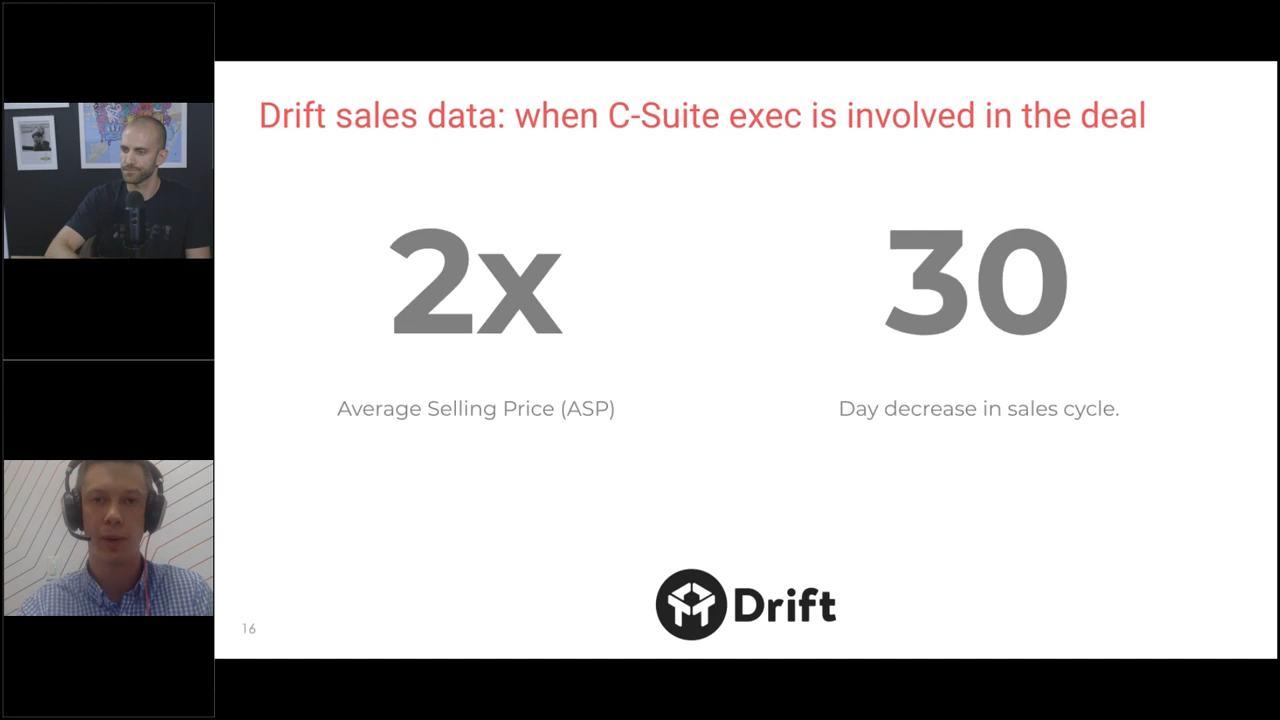 Drift sales data: when C-Suite exec is involved in the deal
2x
30
Average Selling Price (ASP)
Day decrease in sales cycle.
Drift
16